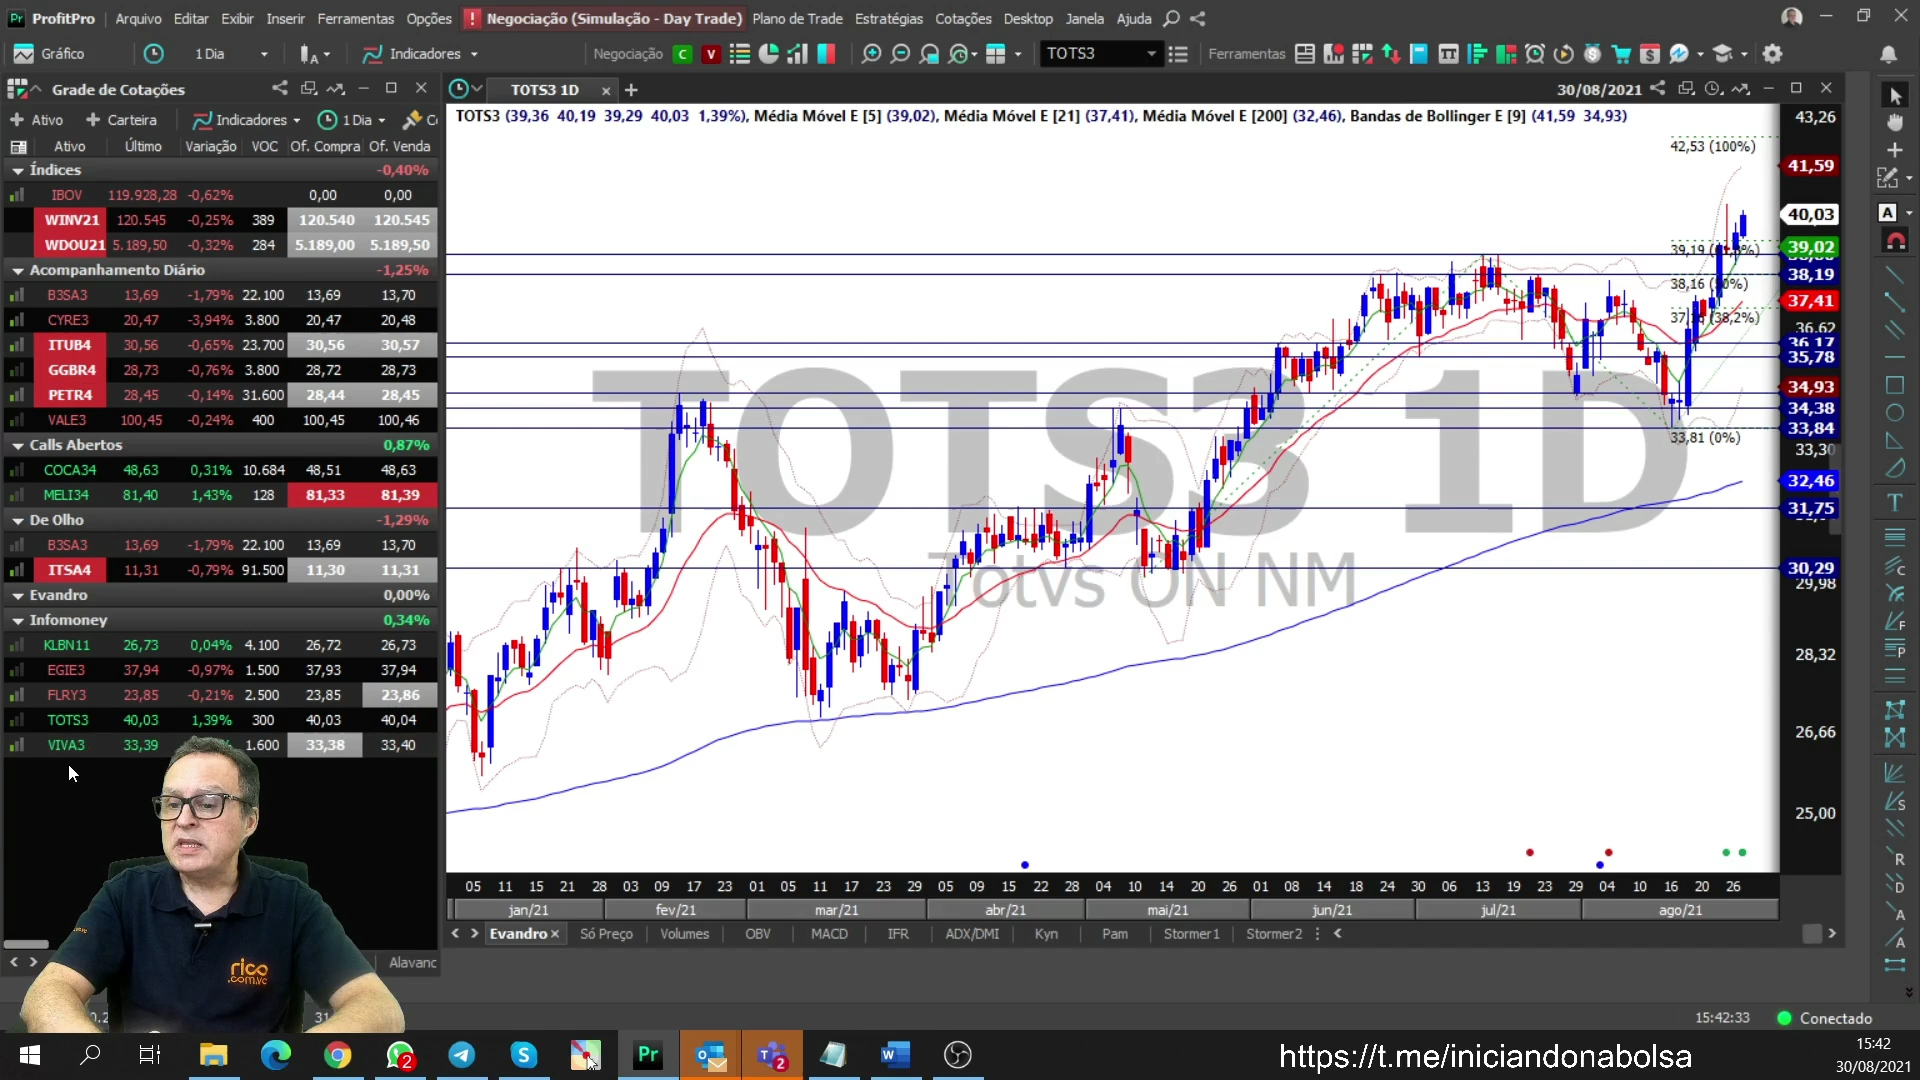 ProfitPro Arquivo Editar Exibir Inserir Ferramentas Opções Negociação (Simulação - Day Trade) Plano de Trade Estratégias Cotações Desktop Janela Ajuda
Gráfico 1 Dia Indicadores Negociação C V TOTS3 Ferramentas
Grade de Cotações TOTS3 1D 30/08/2021
Ativo Carteira Indicadores 1 Dia
TOTS3 (39,36 40,19 39,29 40,03 1,39%), Média Móvel E [5] (39,02), Média Móvel E [21] (37,41), Média Móvel E [200] (32,46), Bandas de Bollinger E [9] (41,59 34,93)
Ativo Último Variação VOC Of. Compra Of. Venda
Índices -0,40%
IBOV 119.928,28 -0,62% 0,00 0,00
WINV21 120.545 -0,25% 389 120.540 120.545
WDOU21 5.189,50 -0,32% 284 5.189,00 5.189,50
Acompanhamento Diário -1,25%
B3SA3 13,69 -1,79% 22.100 13,69 13,70
CYRE3 20,47 -3,94% 3.800 20,47 20,48
ITUB4 30,56 -0,65% 23.700 30,56 30,57
GGBR4 28,73 -0,76% 3.800 28,72 28,73
PETR4 28,45 -0,14% 31.600 28,44 28,45
VALE3 100,45 -0,24% 400 100,45 100,46
Calls Abertos 0,87%
COCA34 48,63 0,31% 10.684 48,51 48,63
MELI34 81,40 1,43% 128 81,33 81,39
De Olho -1,29%
B3SA3 13,69 -1,79% 22.100 13,69 13,70
ITSA4 11,31 -0,79% 91.500 11,30 11,31
Evandro 0,00%
Infomoney 0,34%
KLBN11 26,73 0,04% 4.100 26,72 26,73
EGIE3 37,94 -0,97% 1.500 37,93 37,94
FLRY3 23,85 -0,21% 2.500 23,85 23,86
TOTS3 40,03 1,39% 300 40,03 40,04
VIVA3 33,39 1.600 33,38 33,40
Alavanc
rico
.com.vc
TOTS3 1D
Totvs ON NM
42,53 (100%)
38,16 (50%)
33,81 (0%)
43,26
41,59
40,03
39,02
38,19
37,41
36,62
36,17
35,78
34,93
34,38
33,84
33,30
32,46
31,75
30,29
29,98
28,32
26,66
25,00
05 11 15 21 28 03 09 17 23 01 05 11 17 23 29 05 09 15 22 28 04 10 14 20 26 01 08 14 18 24 30 06 13 19 23 29 04 10 16 20 26
jan/21 fev/21 mar/21 abr/21 mai/21 jun/21 jul/21 ago/21
Evandro Só Preço Volumes OBV MACD IFR ADX/DMI Kyn Pam Stormer1 Stormer2
15:42:33 Conectado
https://t.me/iniciandonabolsa
15:42
30/08/2021